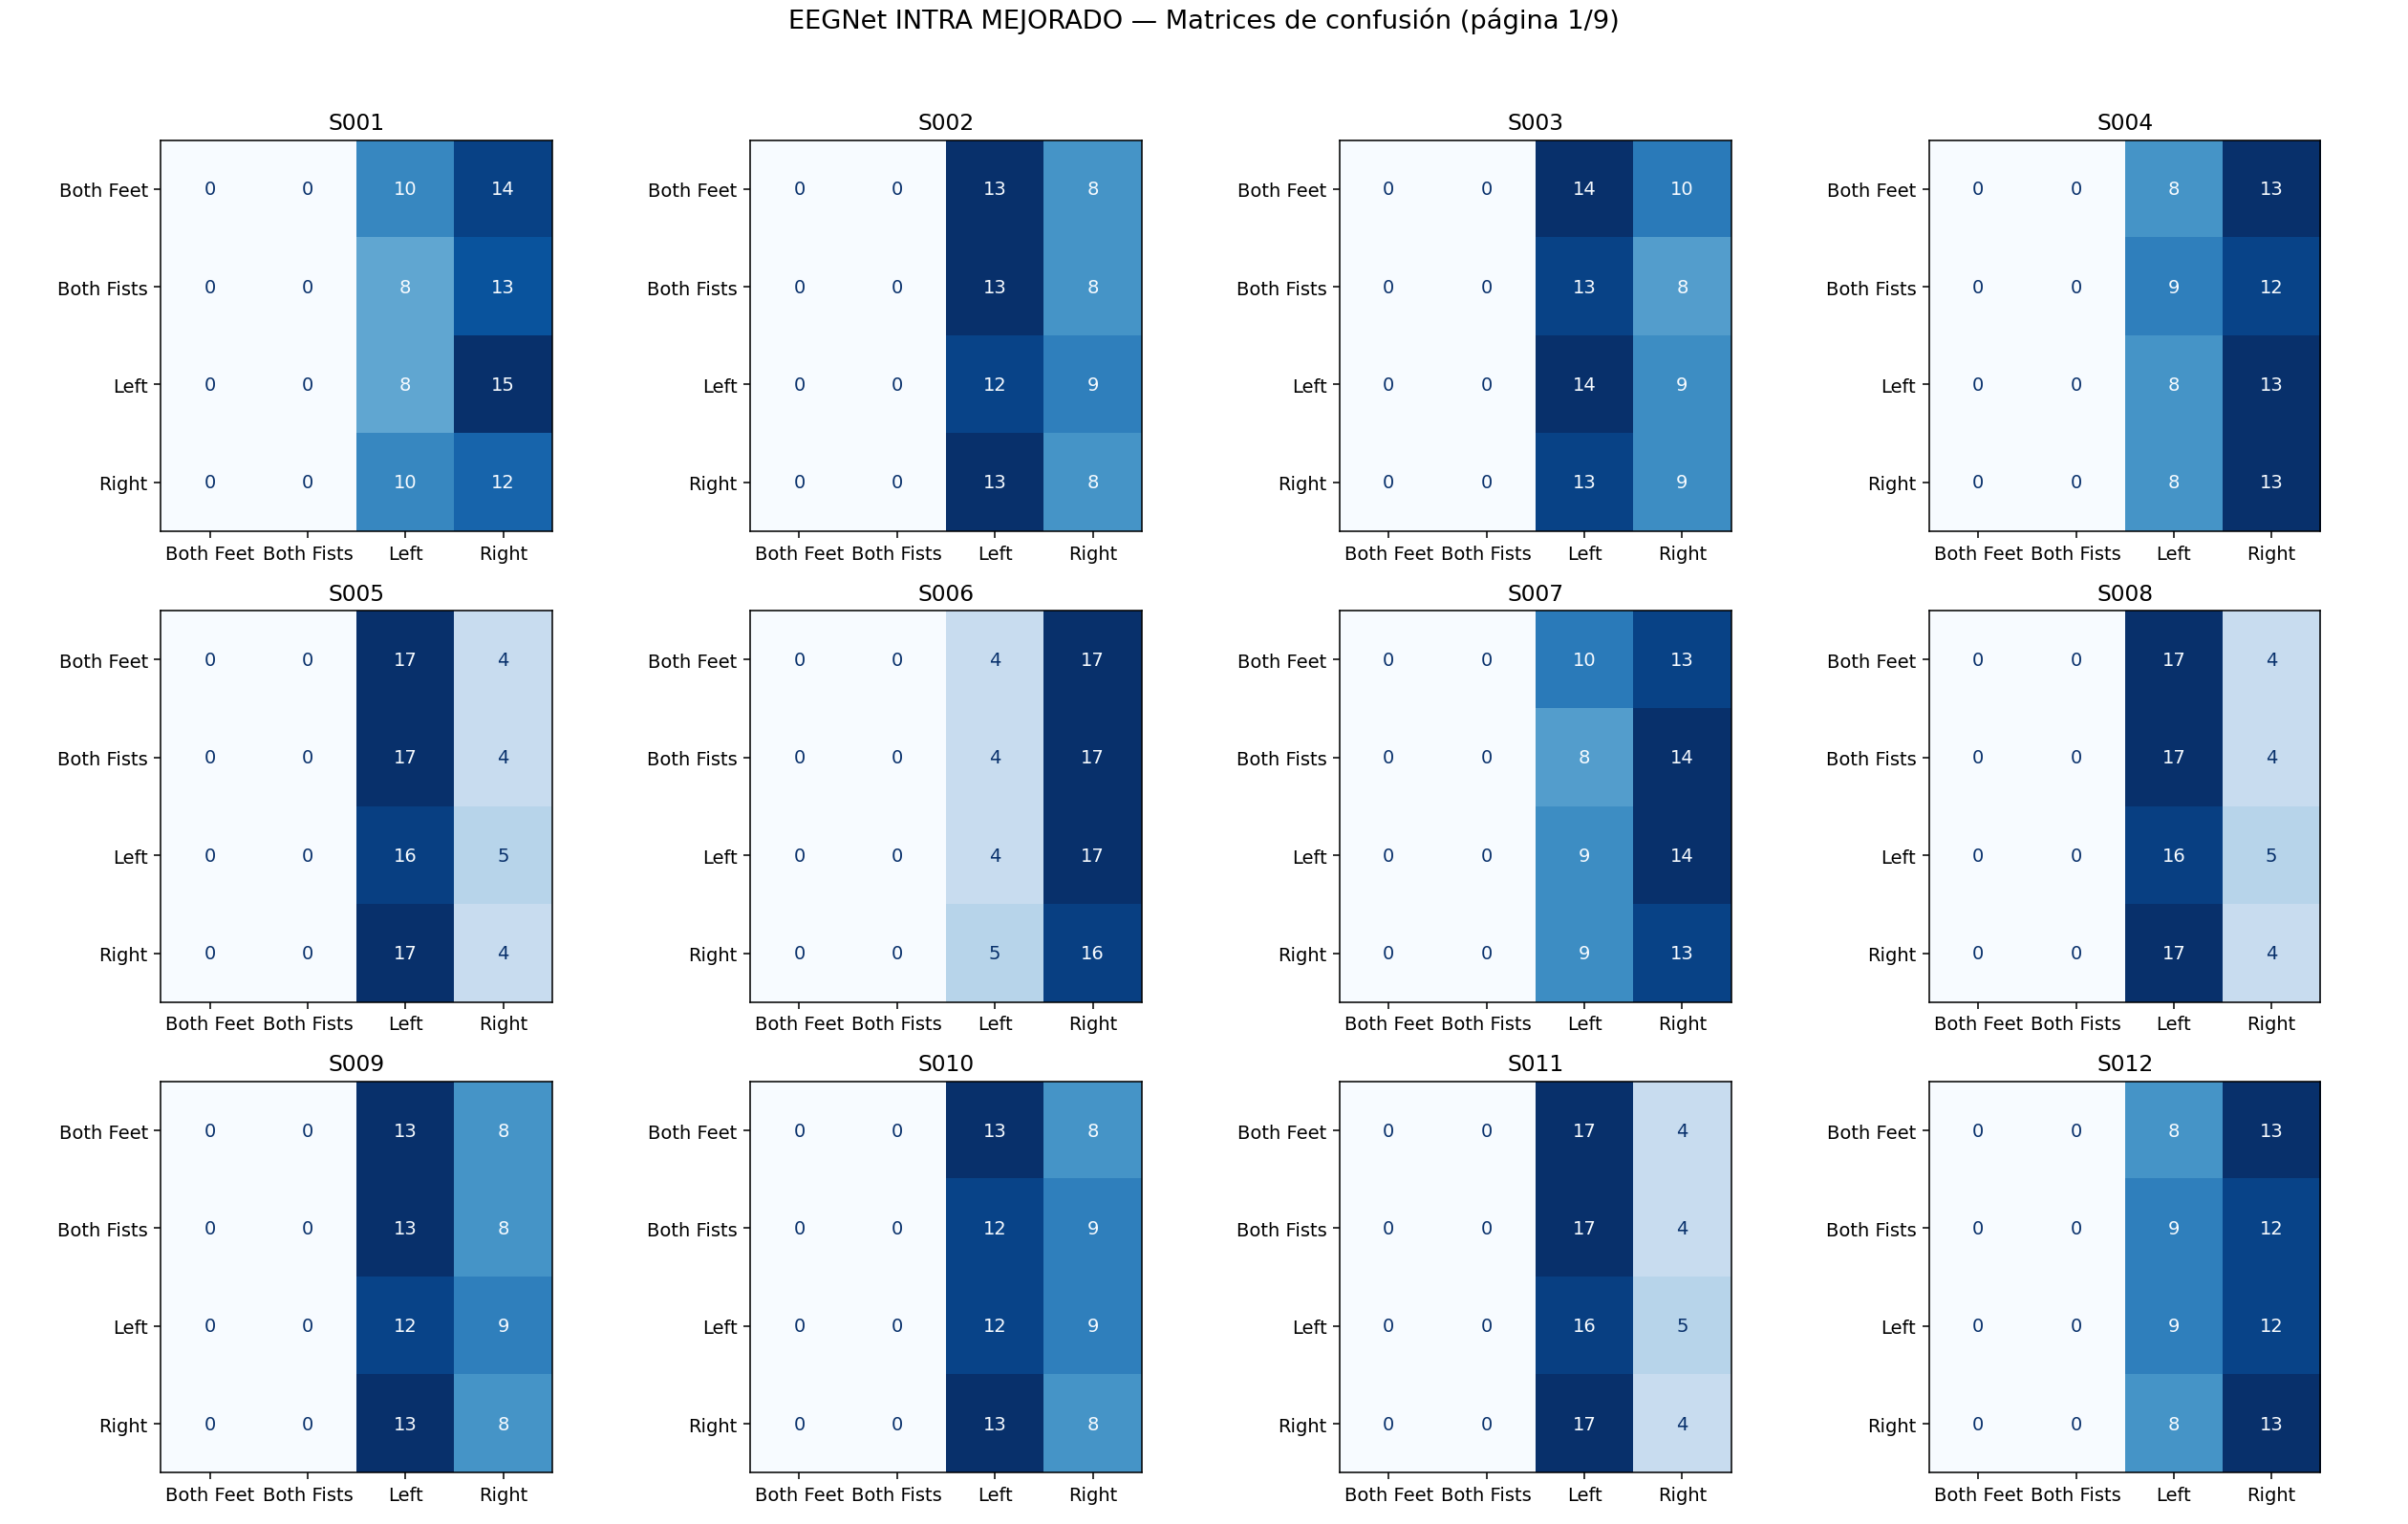 EEGNet INTRA MEJORADO — Matrices de confusión (página 1/9)
S001 S002 S003 S004
Both Feet 0 0 10 14 Both Feet 0 0 13 8 Both Feet 0 0 14 10 Both Feet 0 0 8 13
Both Fists 0 0 8 13 Both Fists 0 0 13 8 Both Fists 0 0 13 8 Both Fists 0 0 9 12
Left 0 0 8 15 Left 0 0 12 9 Left 0 0 14 9 Left 0 0 8 13
Right 0 0 10 12 Right 0 0 13 8 Right 0 0 13 9 Right 0 0 8 13
Both Feet Both Fists Left Right Both Feet Both Fists Left Right Both Feet Both Fists Left Right Both Feet Both Fists Left Right
S005 S006 S007 S008
Both Feet 0 0 17 4 Both Feet 0 0 4 17 Both Feet 0 0 10 13 Both Feet 0 0 17 4
Both Fists 0 0 17 4 Both Fists 0 0 4 17 Both Fists 0 0 8 14 Both Fists 0 0 17 4
Left 0 0 16 5 Left 0 0 4 17 Left 0 0 9 14 Left 0 0 16 5
Right 0 0 17 4 Right 0 0 5 16 Right 0 0 9 13 Right 0 0 17 4
Both Feet Both Fists Left Right Both Feet Both Fists Left Right Both Feet Both Fists Left Right Both Feet Both Fists Left Right
S009 S010 S011 S012
Both Feet 0 0 13 8 Both Feet 0 0 13 8 Both Feet 0 0 17 4 Both Feet 0 0 8 13
Both Fists 0 0 13 8 Both Fists 0 0 12 9 Both Fists 0 0 17 4 Both Fists 0 0 9 12
Left 0 0 12 9 Left 0 0 12 9 Left 0 0 16 5 Left 0 0 9 12
Right 0 0 13 8 Right 0 0 13 8 Right 0 0 17 4 Right 0 0 8 13
Both Feet Both Fists Left Right Both Feet Both Fists Left Right Both Feet Both Fists Left Right Both Feet Both Fists Left Right